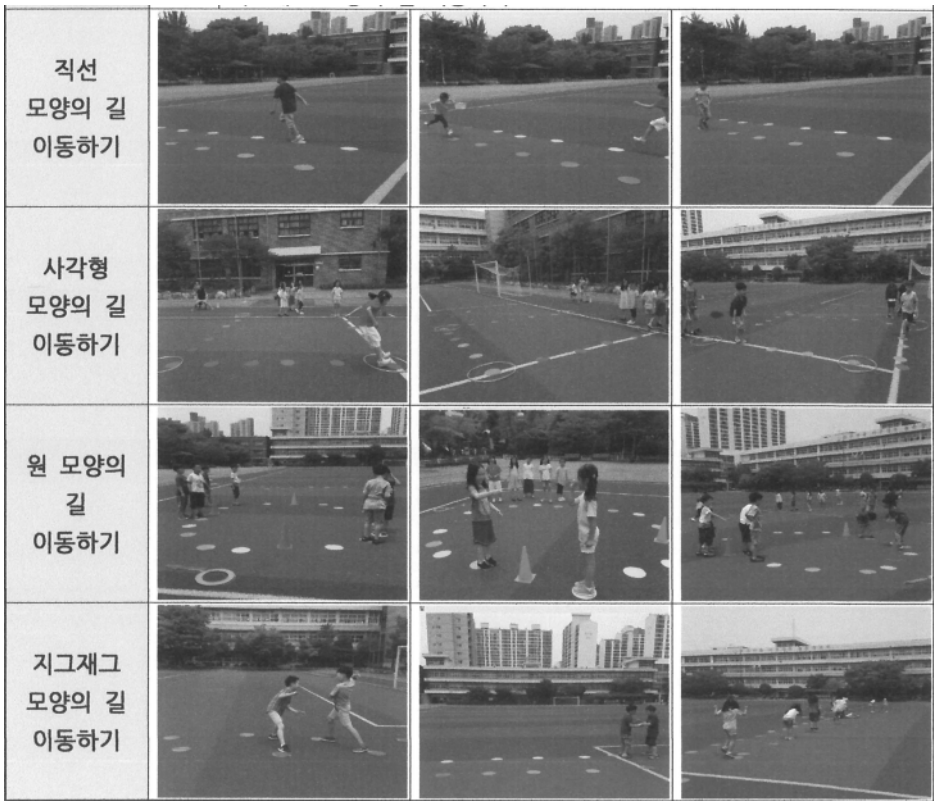 직선
모양의 길
이동하기
사각형
모양의 길
이동하기
원 모양의
길
이동하기
지그재그
모양의 길
이동하기